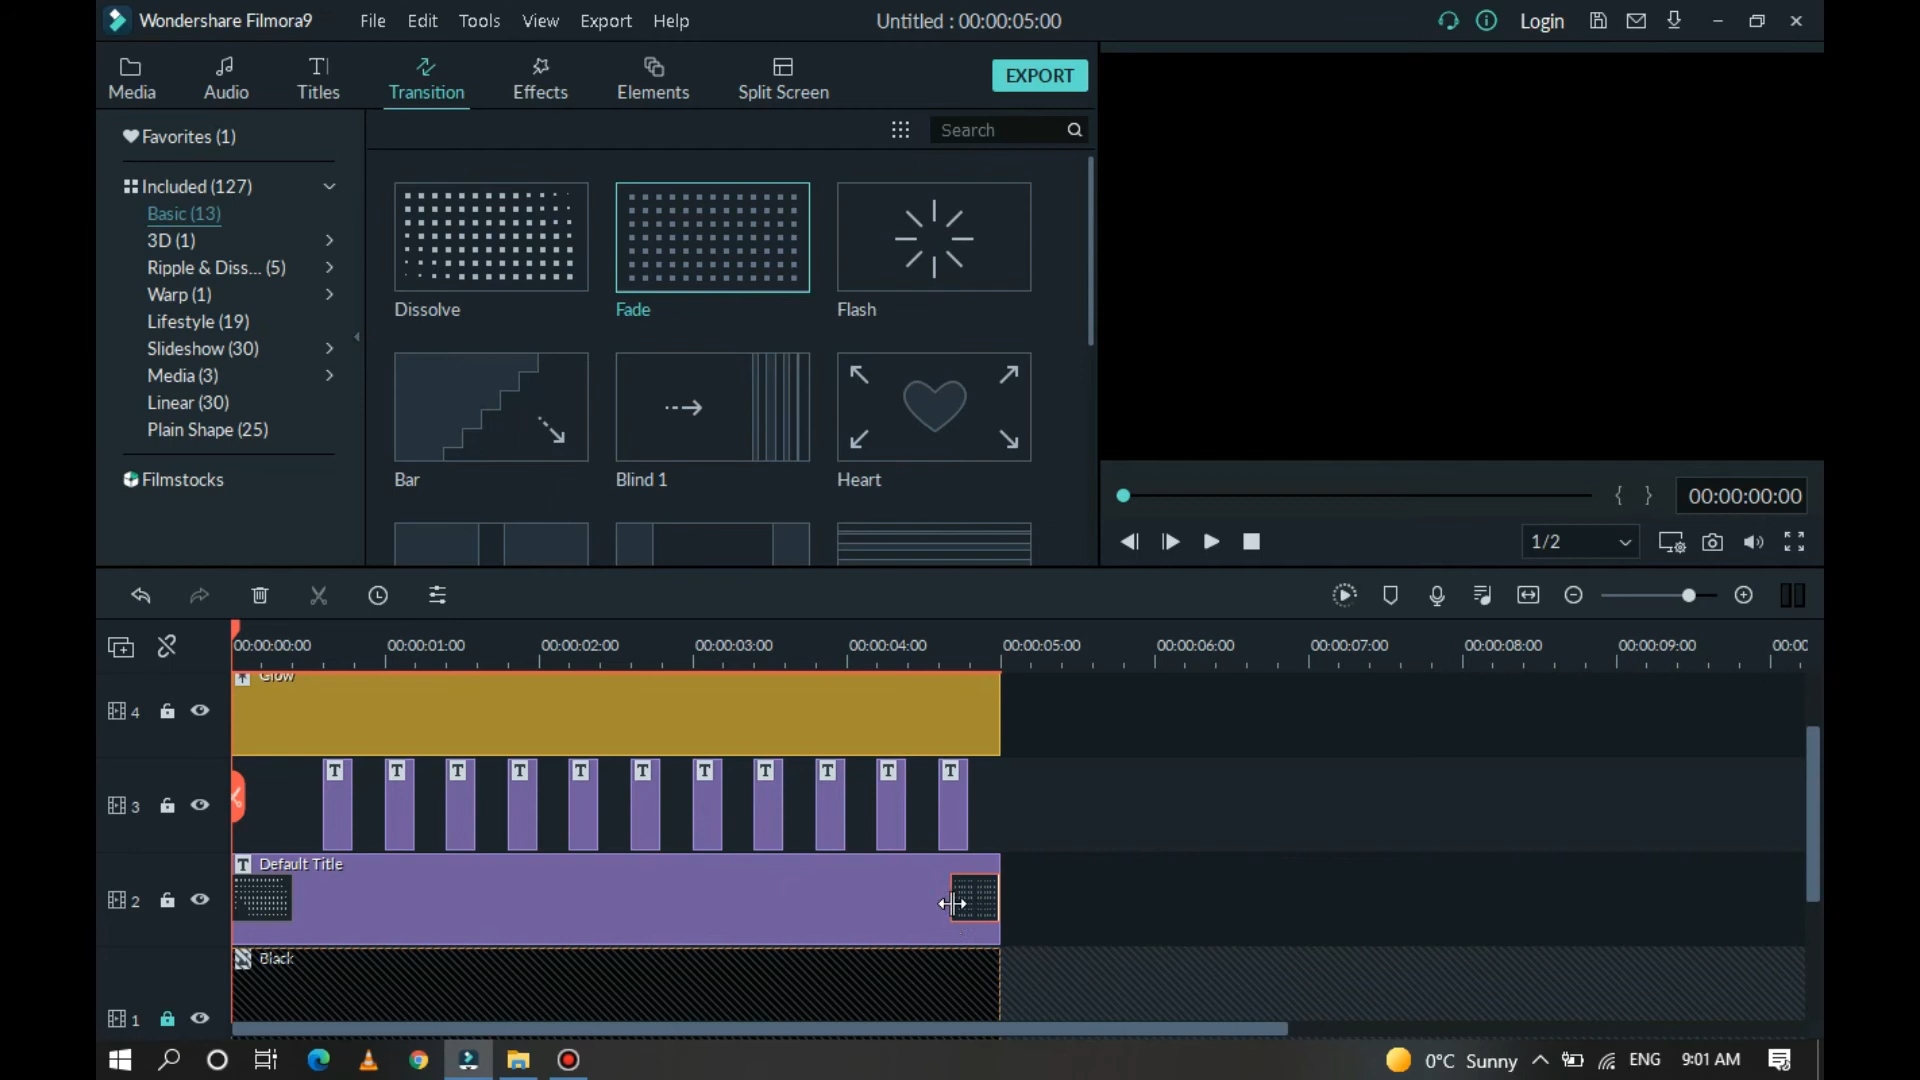 Wondershare Filmora9
File Edit Tools View Export Help
Untitled : 00:00:05:00
Login
Media
Audio
Titles
Transition
Effects
Elements
Split Screen
EXPORT
Favorites (1)
Included (127)
Basic (13)
3D (1)
Ripple & Diss... (5)
Warp (1)
Lifestyle (19)
Slideshow (30)
Media (3)
Linear (30)
Plain Shape (25)
Filmstocks
Search
Dissolve
Fade
Flash
Bar
Blind 1
Heart
00:00:00:00
1/2
00:00:00:00 00:00:01:00 00:00:02:00 00:00:03:00 00:00:04:00 00:00:05:00 00:00:06:00 00:00:07:00 00:00:08:00 00:00:09:00 00:00
4
Glow
3
T T T T T T T T T T T
2
T Default Title
1
Black
0°C Sunny
ENG
9:01 AM